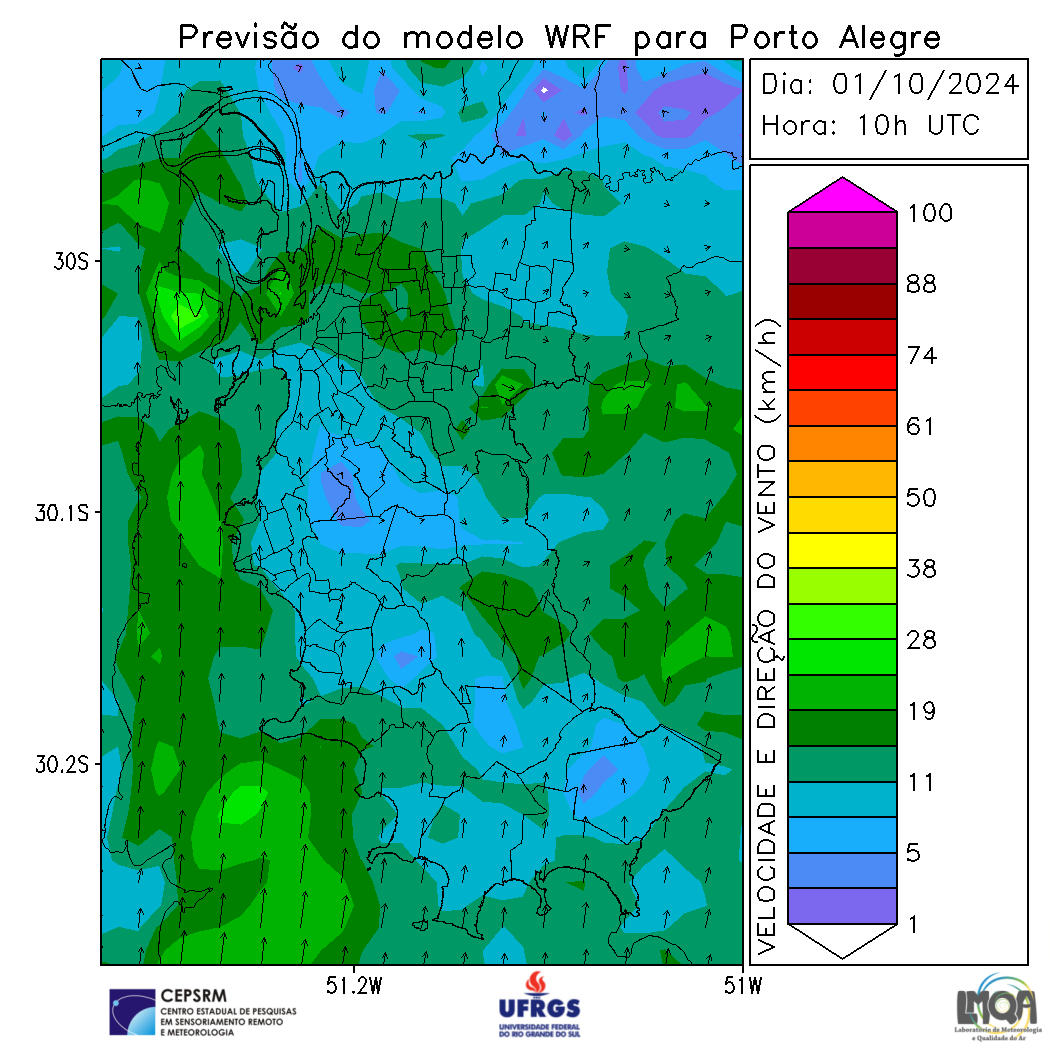 Previsão do modelo WRF para Porto Alegre
Dia: 01/10/2024
Hora: 10h UTC
30S
30.1S
30.2S
51.2W
51W
VELOCIDADE E DIREÇÃO DO VENTO (km/h)
100
88
74
61
50
38
28
19
11
5
1
CEPSRM
CENTRO ESTADUAL DE PESQUISAS
EM SENSORIAMENTO REMOTO
E METEOROLOGIA
UFRGS
UNIVERSIDADE FEDERAL
DO RIO GRANDE DO SUL
LMQA
Laboratório de Meteorologia
e Qualidade do Ar